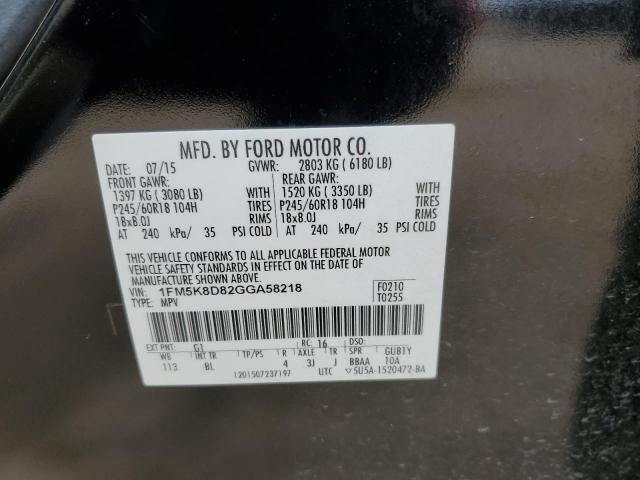 MFD. BY FORD MOTOR CO.
DATE: 07/15 GVWR: 2803 KG ( 6180 LB)
FRONT GAWR: REAR GAWR:
1397 KG ( 3080 LB) WITH 1520 KG ( 3350 LB) WITH
P245/60R18 104H TIRES P245/60R18 104H TIRES
18x8.0J RIMS 18x8.0J RIMS
AT 240 kPa/ 35 PSI COLD AT 240 kPa/ 35 PSI COLD
THIS VEHICLE CONFORMS TO ALL APPLICABLE FEDERAL MOTOR
VEHICLE SAFETY STANDARDS IN EFFECT ON THE DATE OF
MANUFACTURE SHOWN ABOVE.
VIN: 1FM5K8D82GGA58218 F0210
TYPE: MPV T0255
EXT PNT: G1 RC: 16 DSO:
WB INT TR TP/PS R AXLE TR SPR GUB1Y
113 BL 4 3J J BBAA 10A
1201507237197 UTC 5U5A-1520472-BA